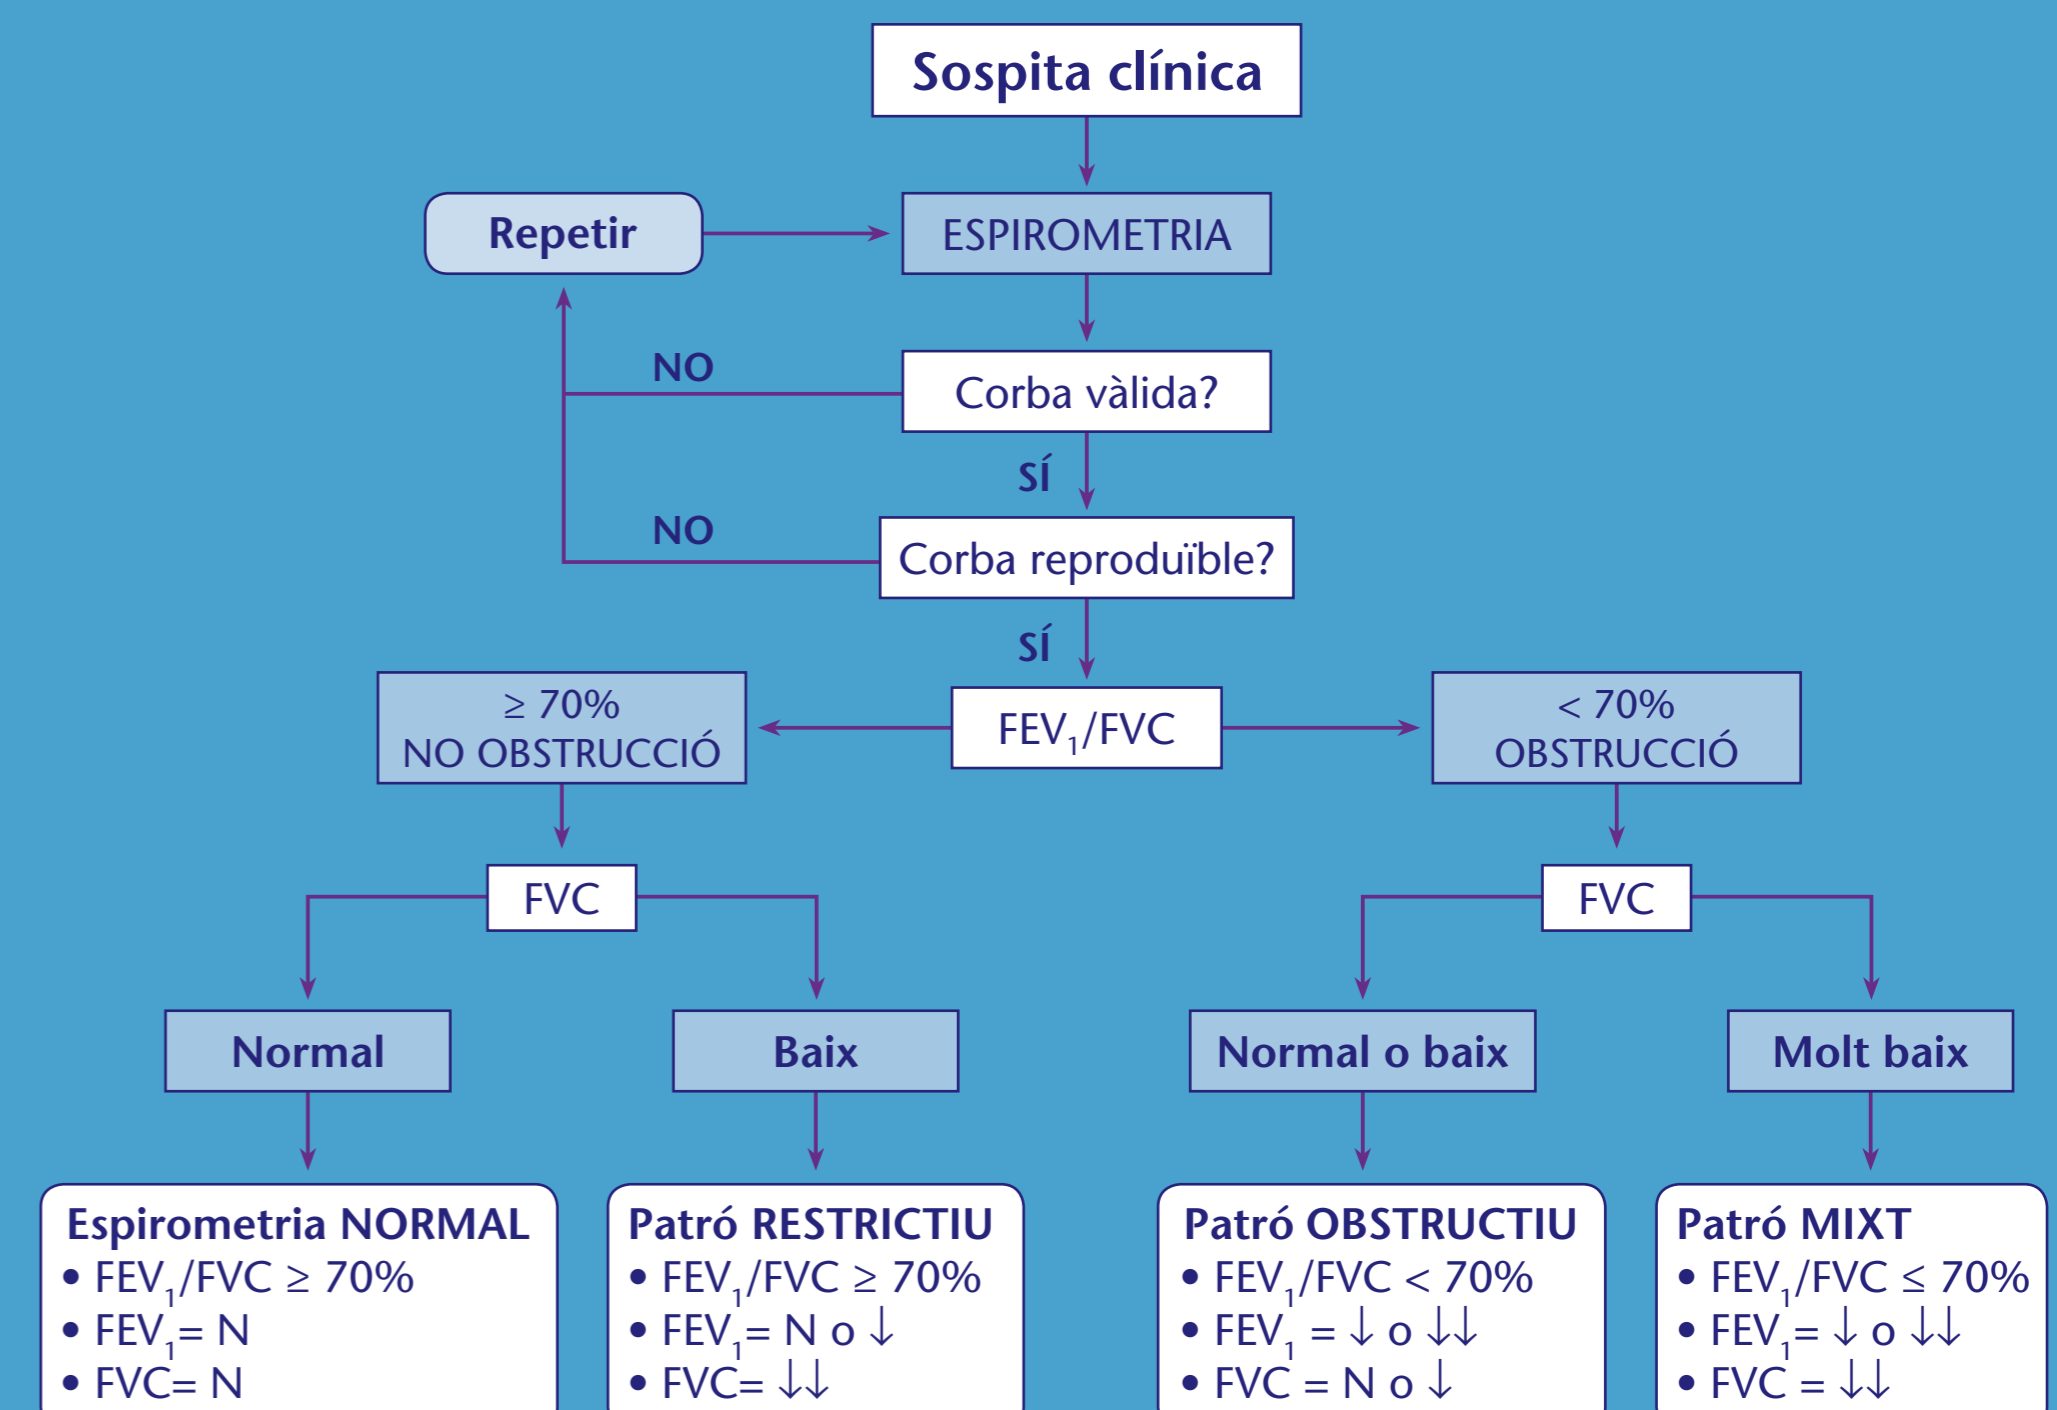 Sospita clínica
Repetir
ESPIROMETRIA
NO
Corba vàlida?
SÍ
NO
Corba reproduïble?
SÍ
≥ 70%
NO OBSTRUCCIÓ
FEV₁/FVC
< 70%
OBSTRUCCIÓ
FVC
FVC
Normal
Baix
Normal o baix
Molt baix
Espirometria NORMAL
• FEV₁/FVC ≥ 70%
• FEV₁= N
• FVC= N
Patró RESTRICTIU
• FEV₁/FVC ≥ 70%
• FEV₁= N o ↓
• FVC= ↓↓
Patró OBSTRUCTIU
• FEV₁/FVC < 70%
• FEV₁ = ↓ o ↓↓
• FVC = N o ↓
Patró MIXT
• FEV₁/FVC ≤ 70%
• FEV₁= ↓ o ↓↓
• FVC = ↓↓